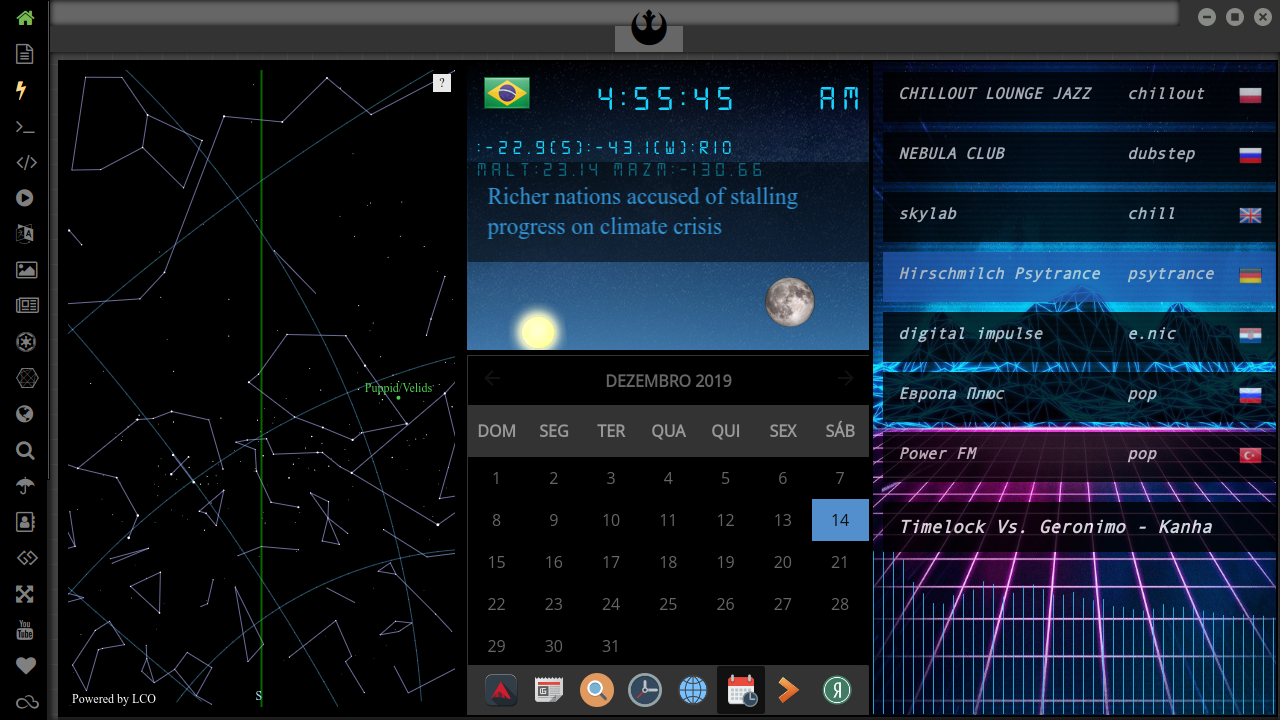 ?
Puppid/Velids
Powered by LCO
S
4:55:45 AM
:-22.9(S):-43.1(W):RIO
MALT:23.14 MAZM:-130.66
Richer nations accused of stalling
progress on climate crisis
DEZEMBRO 2019
DOM SEG TER QUA QUI SEX SÁB
1 2 3 4 5 6 7
8 9 10 11 12 13 14
15 16 17 18 19 20 21
22 23 24 25 26 27 28
29 30 31
CHILLOUT LOUNGE JAZZ chillout
NEBULA CLUB dubstep
skylab chill
Hirschmilch Psytrance psytrance
digital impulse e.nic
Европа Плюс pop
Power FM pop
Timelock Vs. Geronimo - Kanha
You
Tube
Я